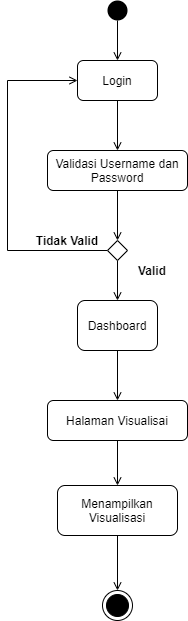 Login
Validasi Username dan
Password
Tidak Valid
Valid
Dashboard
Halaman Visualisai
Menampilkan
Visualisasi